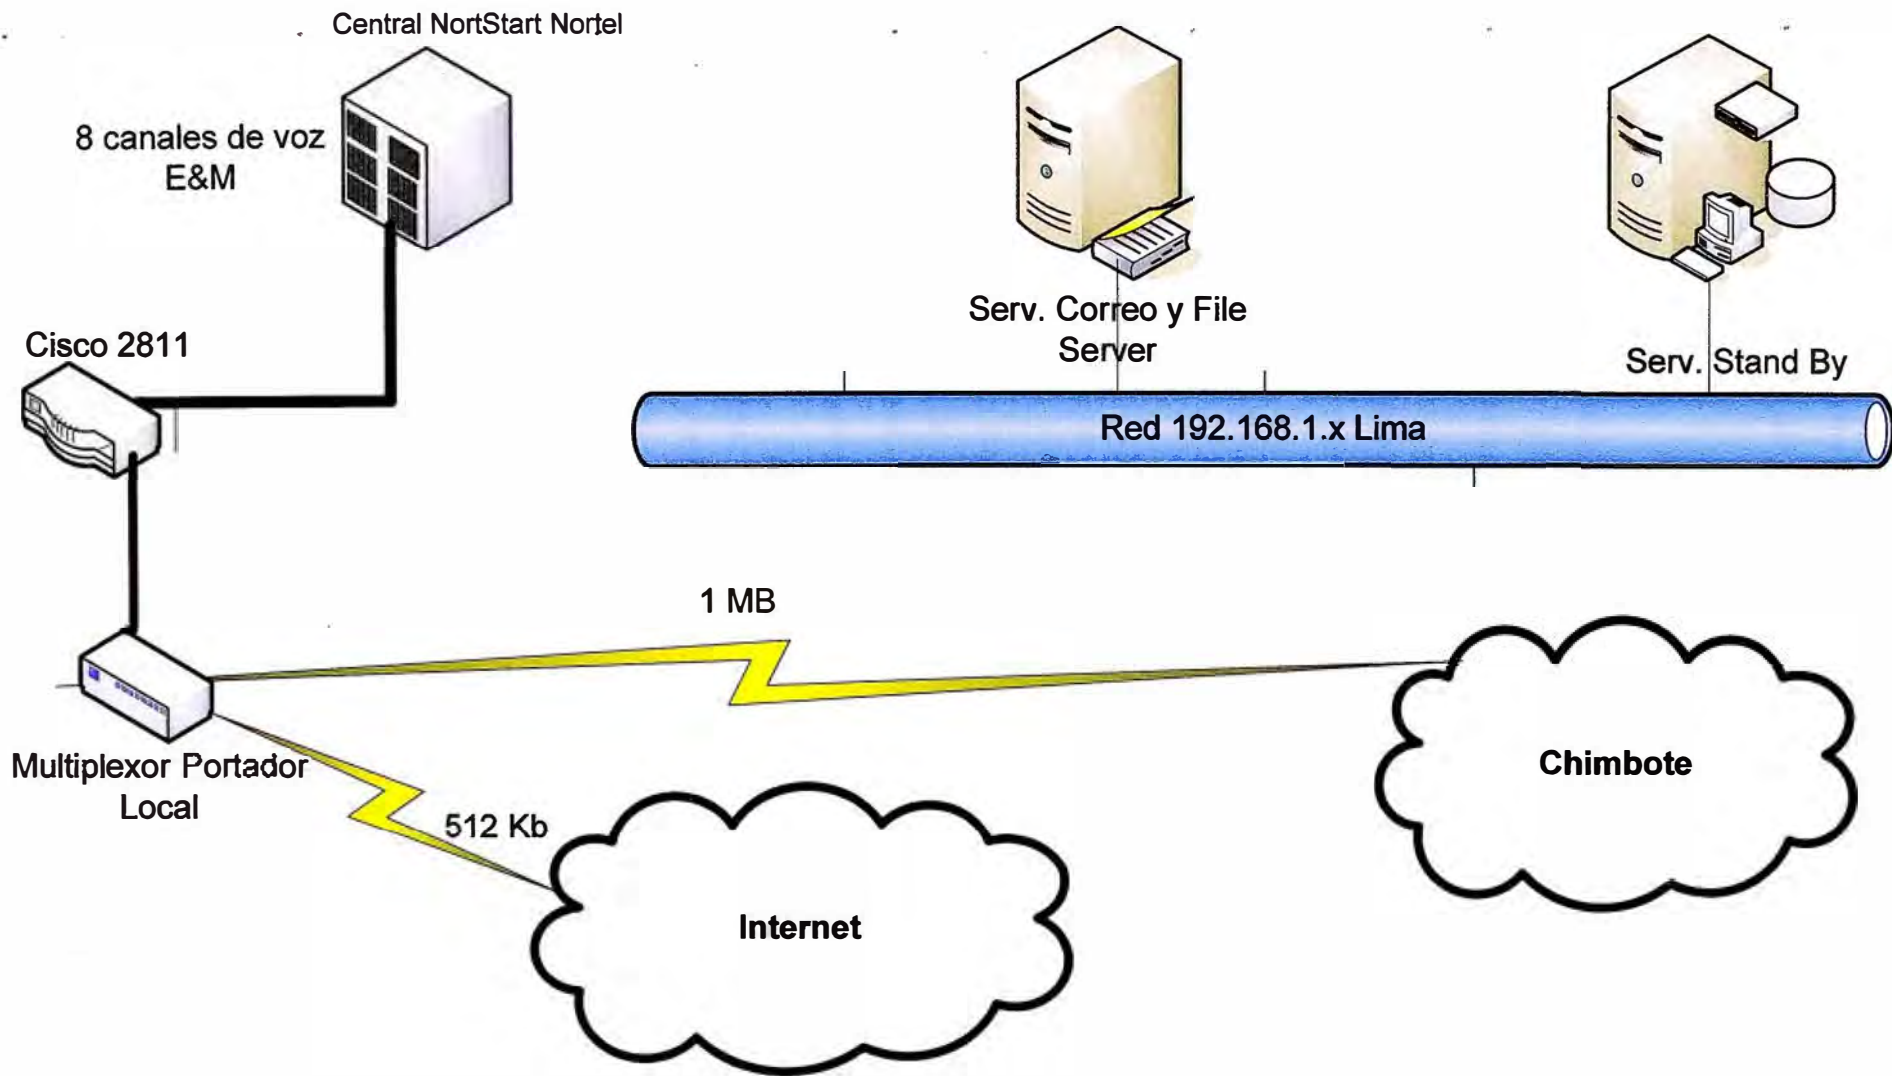 Central NortStart Nortel
8 canales de voz
E&M
Cisco 2811
Serv. Correo y File
Server
Serv. Stand By
Red 192.168.1.x Lima
1 MB
Multiplexor Portador
Local
512 Kb
Chimbote
Internet